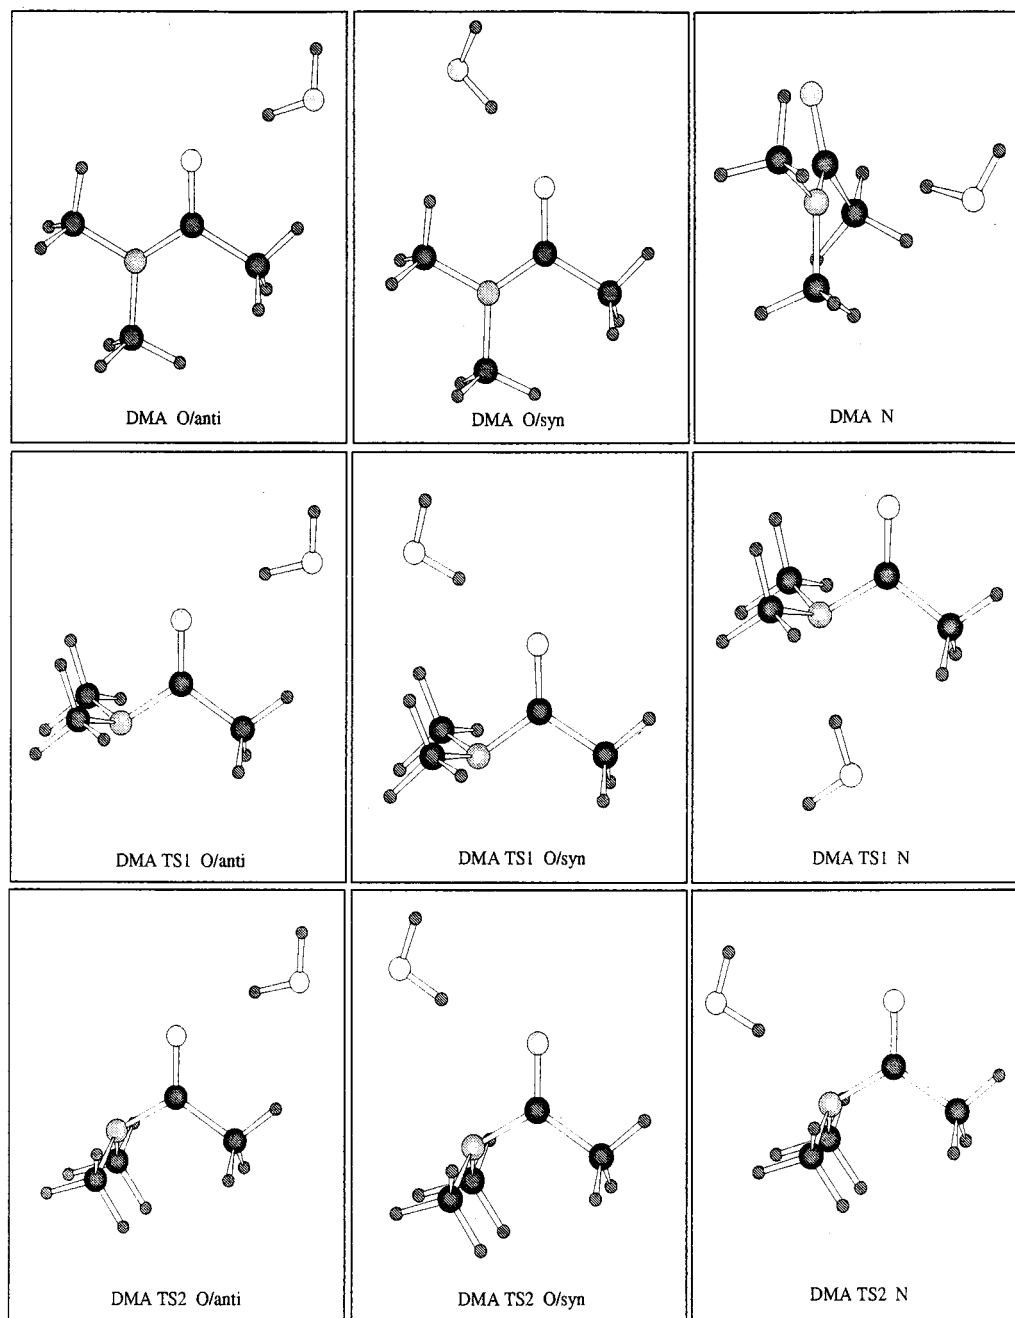 DMA O/anti
DMA O/syn
DMA N
DMA TS1 O/anti
DMA TS1 O/syn
DMA TS1 N
DMA TS2 O/anti
DMA TS2 O/syn
DMA TS2 N